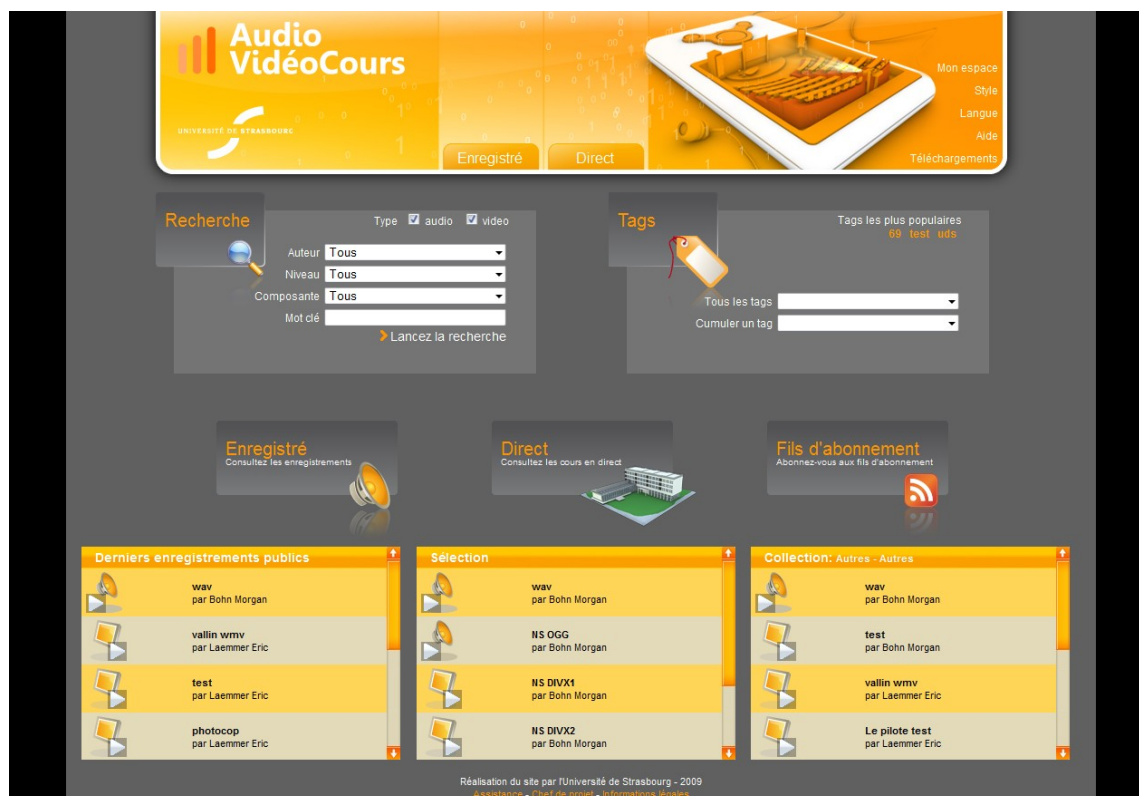 Audio
VidéoCours
UNIVERSITÉ DE STRASBOURG
Enregistré
Direct
Mon espace
Style
Langue
Aide
Téléchargements
Recherche
Type audio video
Auteur Tous
Niveau Tous
Composante Tous
Mot clé
Lancez la recherche
Tags
Tags les plus populaires
69 test uds
Tous les tags
Cumuler un tag
Enregistré
Consultez les enregistrements
Direct
Consultez les cours en direct
Fils d'abonnement
Abonnez-vous aux fils d'abonnement
Derniers enregistrements publics
wav
par Bohn Morgan
vallin wmv
par Laemmer Eric
test
par Laemmer Eric
photocop
par Laemmer Eric
Sélection
wav
par Bohn Morgan
NS OGG
par Bohn Morgan
NS DIVX1
par Bohn Morgan
NS DIVX2
par Bohn Morgan
Collection: Autres - Autres
wav
par Bohn Morgan
test
par Bohn Morgan
vallin wmv
par Laemmer Eric
Le pilote test
par Laemmer Eric
Réalisation du site par l'Université de Strasbourg - 2009
Assistance - Chef de projet - Informations légales